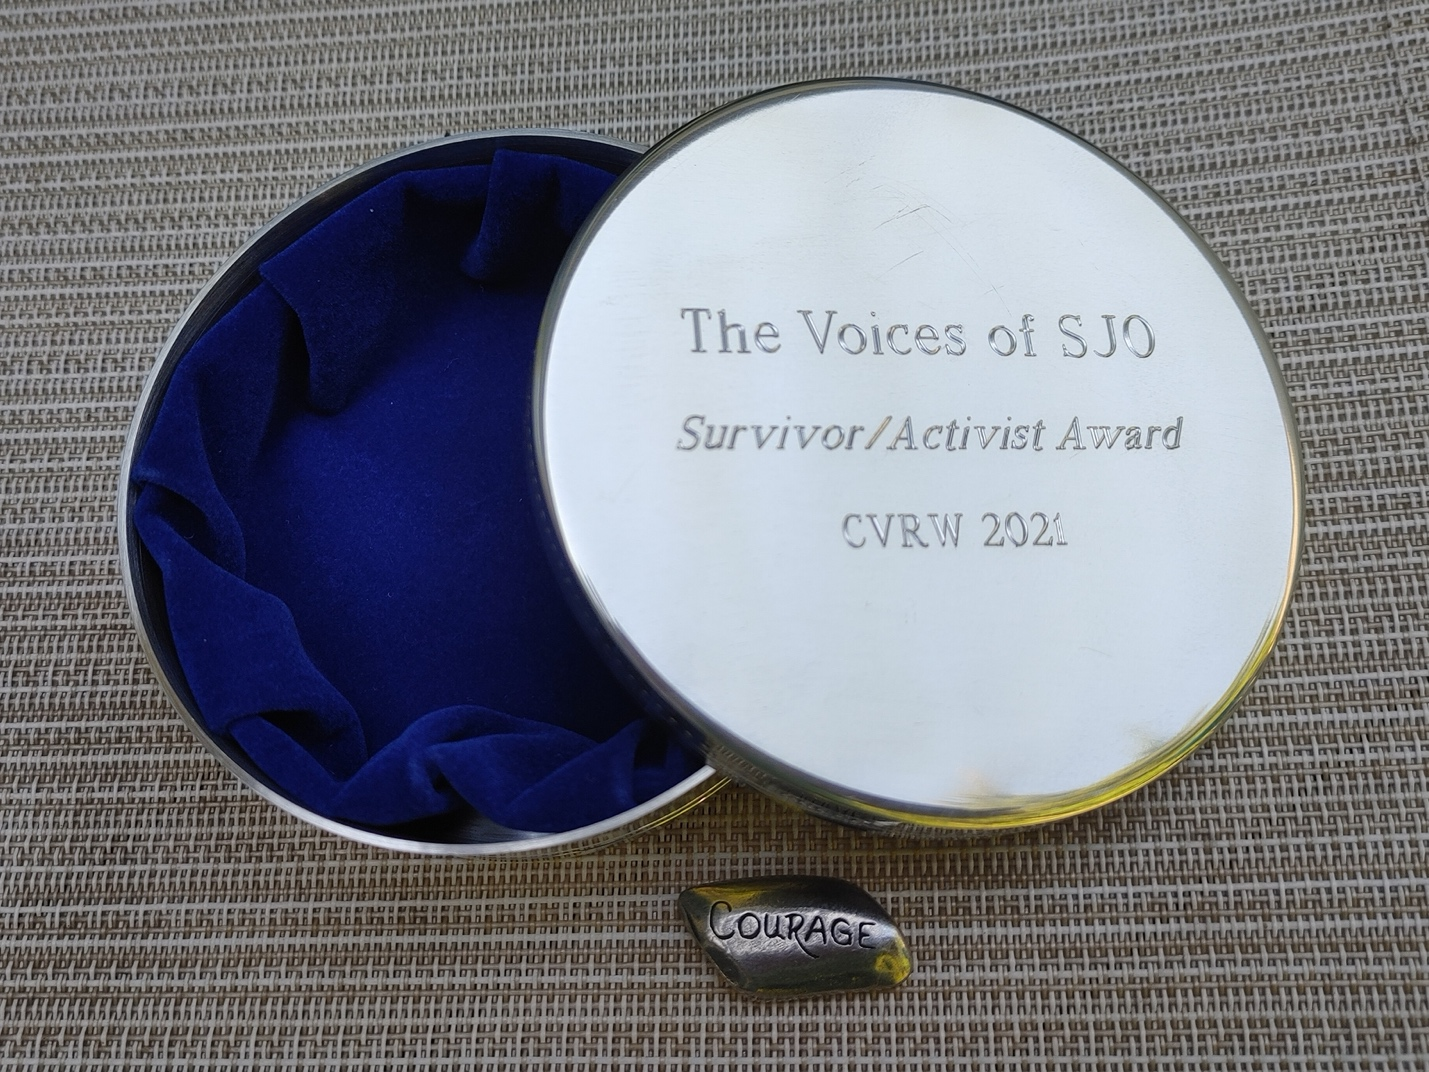 The Voices of SJO
Survivor/Activist Award
CVRW 2021
COURAGE